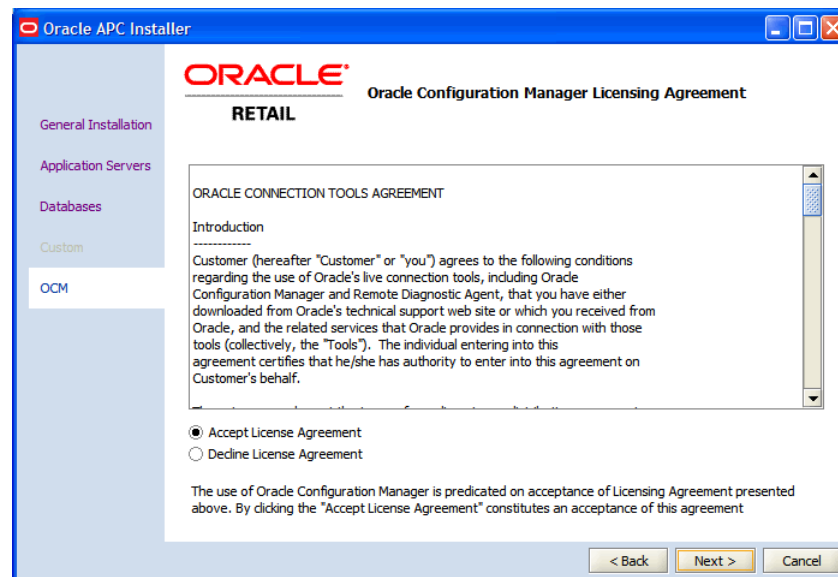 Oracle APC Installer
ORACLE
RETAIL
Oracle Configuration Manager Licensing Agreement
General Installation
Application Servers
Databases
Custom
OCM
ORACLE CONNECTION TOOLS AGREEMENT
Introduction
------------
Customer (hereafter "Customer" or "you") agrees to the following conditions
regarding the use of Oracle's live connection tools, including Oracle
Configuration Manager and Remote Diagnostic Agent, that you have either
downloaded from Oracle's technical support web site or which you received from
Oracle, and the related services that Oracle provides in connection with those
tools (collectively, the "Tools").  The individual entering into this
agreement certifies that he/she has authority to enter into this agreement on
Customer's behalf.
Accept License Agreement
Decline License Agreement
The use of Oracle Configuration Manager is predicated on acceptance of Licensing Agreement presented
above. By clicking the "Accept License Agreement" constitutes an acceptance of this agreement
< Back
Next >
Cancel